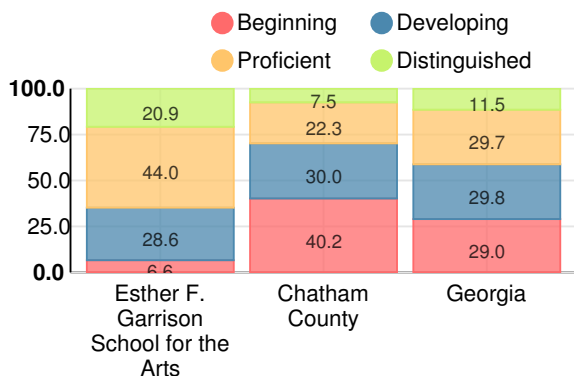 Beginning Developing
Proficient Distinguished
100.0
75.0
50.0
25.0
0.0
20.9
44.0
28.6
6.6
7.5
22.3
30.0
40.2
11.5
29.7
29.8
29.0
Esther F.
Garrison
School for the
Arts
Chatham
County
Georgia